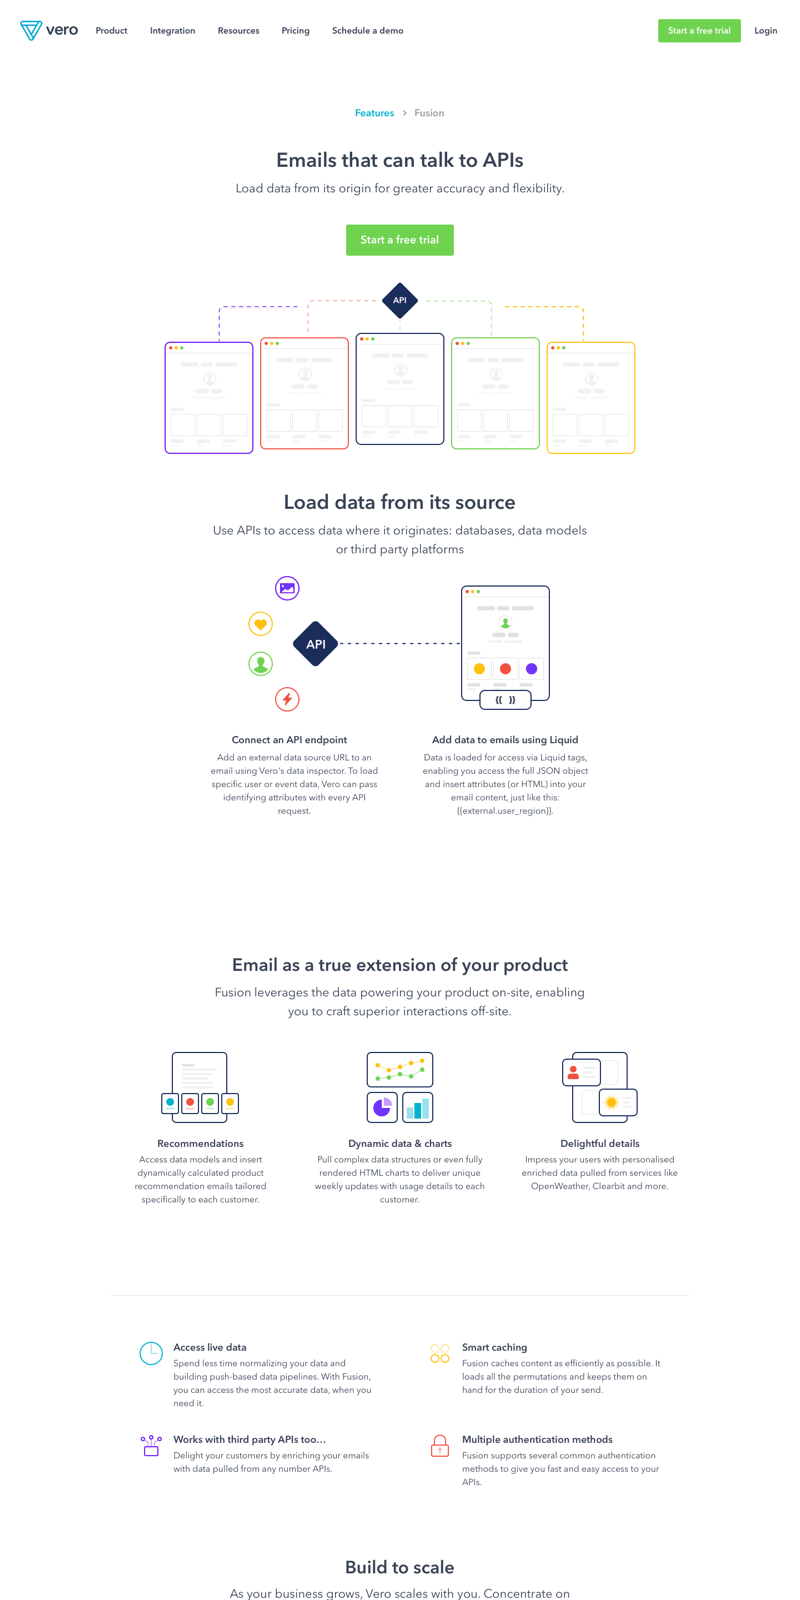 vero
Product Integration Resources Pricing Schedule a demo Start a free trial Login
Features > Fusion
Emails that can talk to APIs
Load data from its origin for greater accuracy and flexibility.
Start a free trial
API
Load data from its source
Use APIs to access data where it originates: databases, data models
or third party platforms
API
{{ }}
Connect an API endpoint
Add an external data source URL to an
email using Vero's data inspector. To load
specific user or event data, Vero can pass
identifying attributes with every API
request.
Add data to emails using Liquid
Data is loaded for access via Liquid tags,
enabling you access the full JSON object
and insert attributes (or HTML) into your
email content, just like this:
{{external.user_region}}.
Email as a true extension of your product
Fusion leverages the data powering your product on-site, enabling
you to craft superior interactions off-site.
Recommendations
Access data models and insert
dynamically calculated product
recommendation emails tailored
specifically to each customer.
Dynamic data & charts
Pull complex data structures or even fully
rendered HTML charts to deliver unique
weekly updates with usage details to each
customer.
Delightful details
Impress your users with personalised
enriched data pulled from services like
OpenWeather, Clearbit and more.
Access live data
Spend less time normalizing your data and
building push-based data pipelines. With Fusion,
you can access the most accurate data, when you
need it.
Smart caching
Fusion caches content as efficiently as possible. It
loads all the permutations and keeps them on
hand for the duration of your send.
Works with third party APIs too...
Delight your customers by enriching your emails
with data pulled from any number APIs.
Multiple authentication methods
Fusion supports several common authentication
methods to give you fast and easy access to your
APIs.
Build to scale
As your business grows, Vero scales with you. Concentrate on